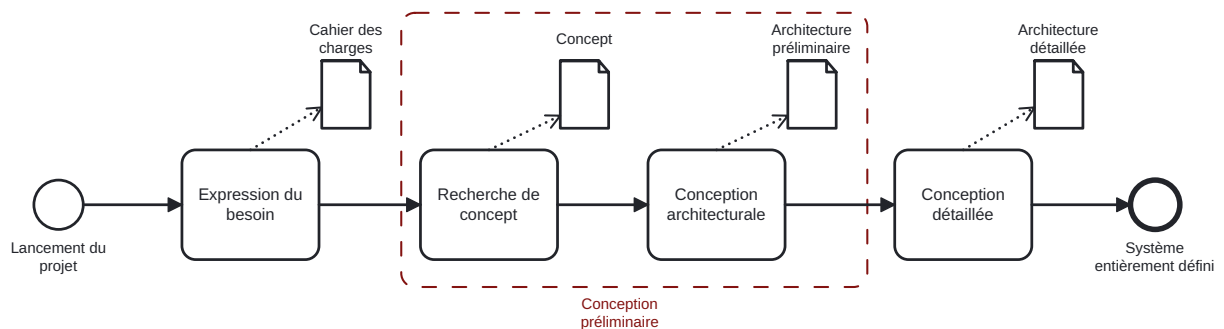 Cahier des
charges
Concept
Architecture
préliminaire
Architecture
détaillée
Expression du
besoin
Recherche de
concept
Conception
architecturale
Conception
détaillée
Lancement du
projet
Système
entièrement défini
Conception
préliminaire